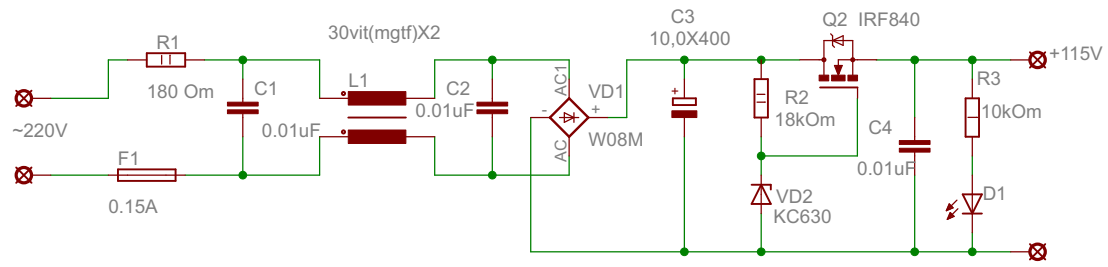 C3
10,0X400
Q2 IRF840
30vit(mgtf)X2
R1
180 Om
C1
0.01uF
L1
C2
0.01uF
AC1
-
+
AC
VD1
W08M
+
R2
18kOm
C4
0.01uF
R3
10kOm
+115V
~220V
F1
0.15A
VD2
KC630
D1